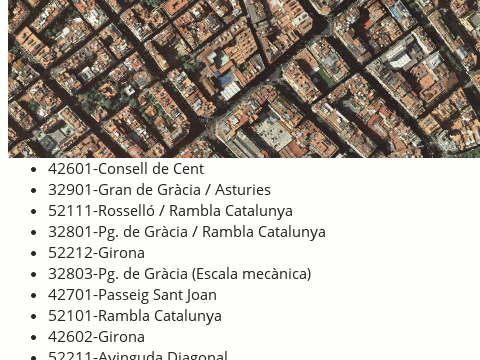 42601-Consell de Cent
32901-Gran de Gràcia / Asturies
52111-Rosselló / Rambla Catalunya
32801-Pg. de Gràcia / Rambla Catalunya
52212-Girona
32803-Pg. de Gràcia (Escala mecànica)
42701-Passeig Sant Joan
52101-Rambla Catalunya
42602-Girona
52211-Avinguda Diagonal